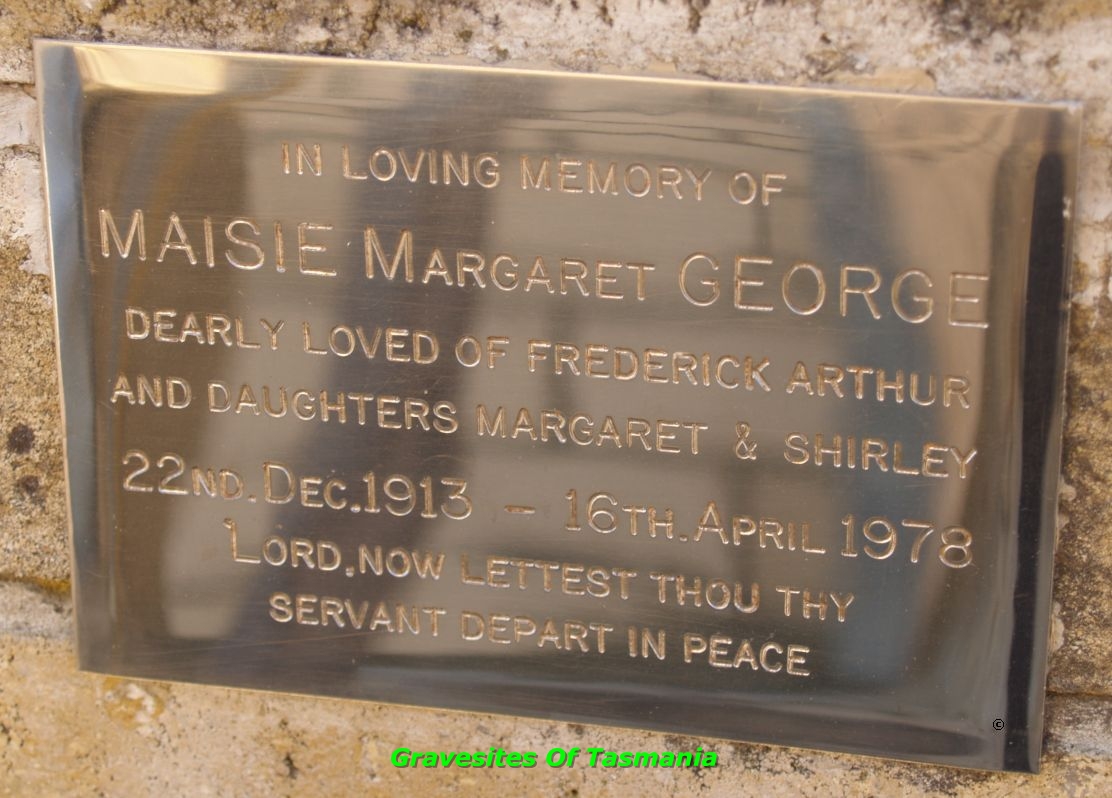 IN LOVING MEMORY OF
MAISIE MARGARET GEORGE
DEARLY LOVED OF FREDERICK ARTHUR
AND DAUGHTERS MARGARET & SHIRLEY
22ND. DEC. 1913 - 16TH. APRIL 1978
LORD, NOW LETTEST THOU THY
SERVANT DEPART IN PEACE
©
Gravesites Of Tasmania